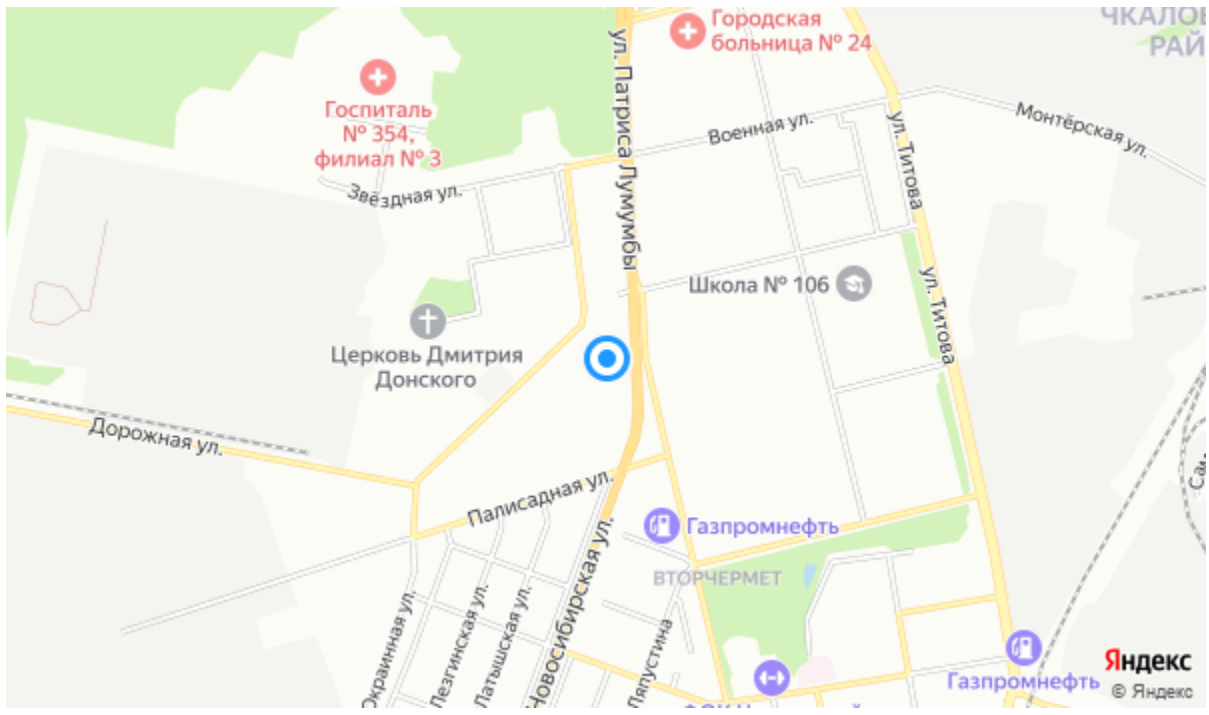 ЧКАЛОВ
РАЙ
Городская
больница № 24
ул. Патриса Лумумбы
Госпиталь
№ 354,
филиал № 3
Военная ул.
ул. Титова
Монтёрская ул.
Звёздная ул.
ул. Титова
Школа № 106
Церковь Дмитрия
Донского
Дорожная ул.
Палисадная ул.
Газпромнефть
ВТОРЧЕРМЕТ
Новосибирская ул.
Окраинная ул.
Лезгинская ул.
Латышская ул.
Ляпустина
Газпромнефть
Яндекс
© Яндекс